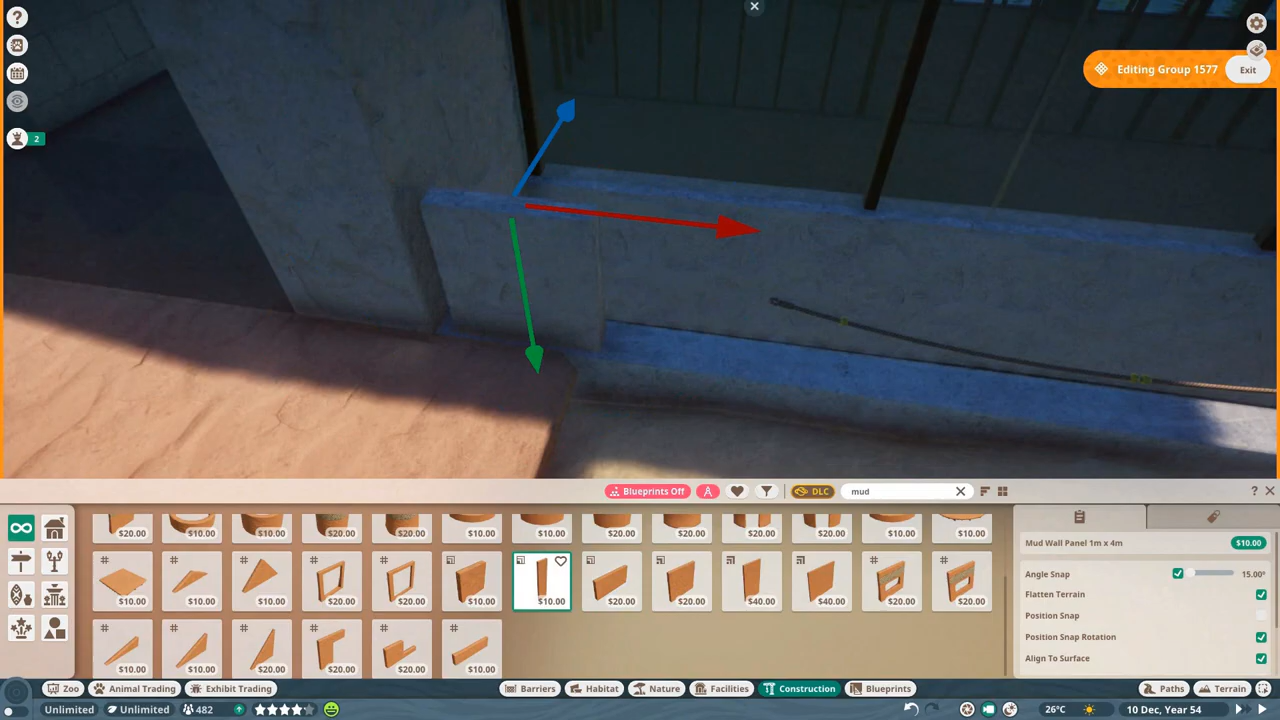 ?
Editing Group 1577
Exit
2
Blueprints Off
DLC
mud
?
$20.00 $10.00 $10.00 $20.00 $20.00 $10.00 $10.00 $10.00 $10.00 $20.00 $20.00 $10.00 $10.00
$10.00 $10.00 $10.00 $20.00 $20.00 $10.00 $10.00 $20.00 $20.00 $40.00 $40.00 $20.00 $20.00
$10.00 $10.00 $20.00 $20.00 $20.00 $10.00
Mud Wall Panel 1m x 4m $10.00
Angle Snap 15.00°
Flatten Terrain
Position Snap
Position Snap Rotation
Align To Surface
Zoo Animal Trading Exhibit Trading Barriers Habitat Nature Facilities Construction Blueprints Paths Terrain
Unlimited Unlimited 482 26°C 10 Dec, Year 54